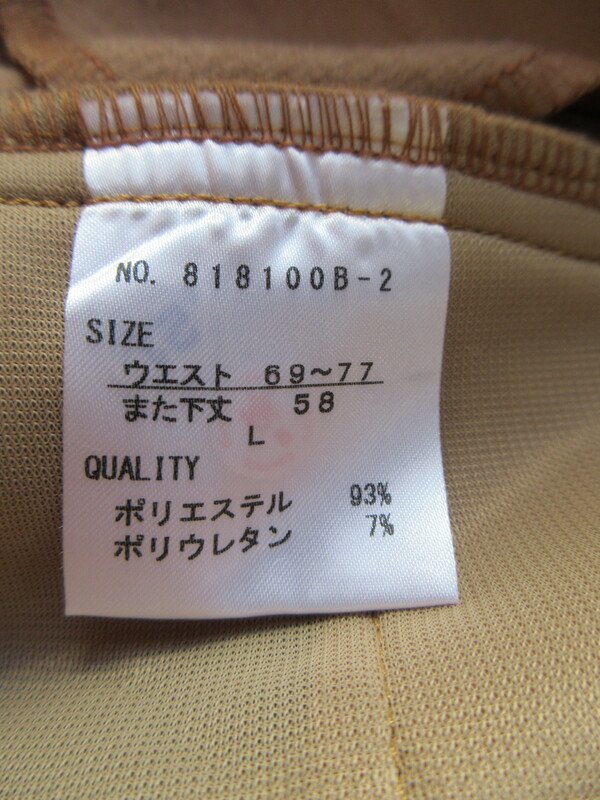 NO. 818100B-2
SIZE
ウエスト 69~77
また下丈 58
L
QUALITY
ポリエステル 93%
ポリウレタン 7%